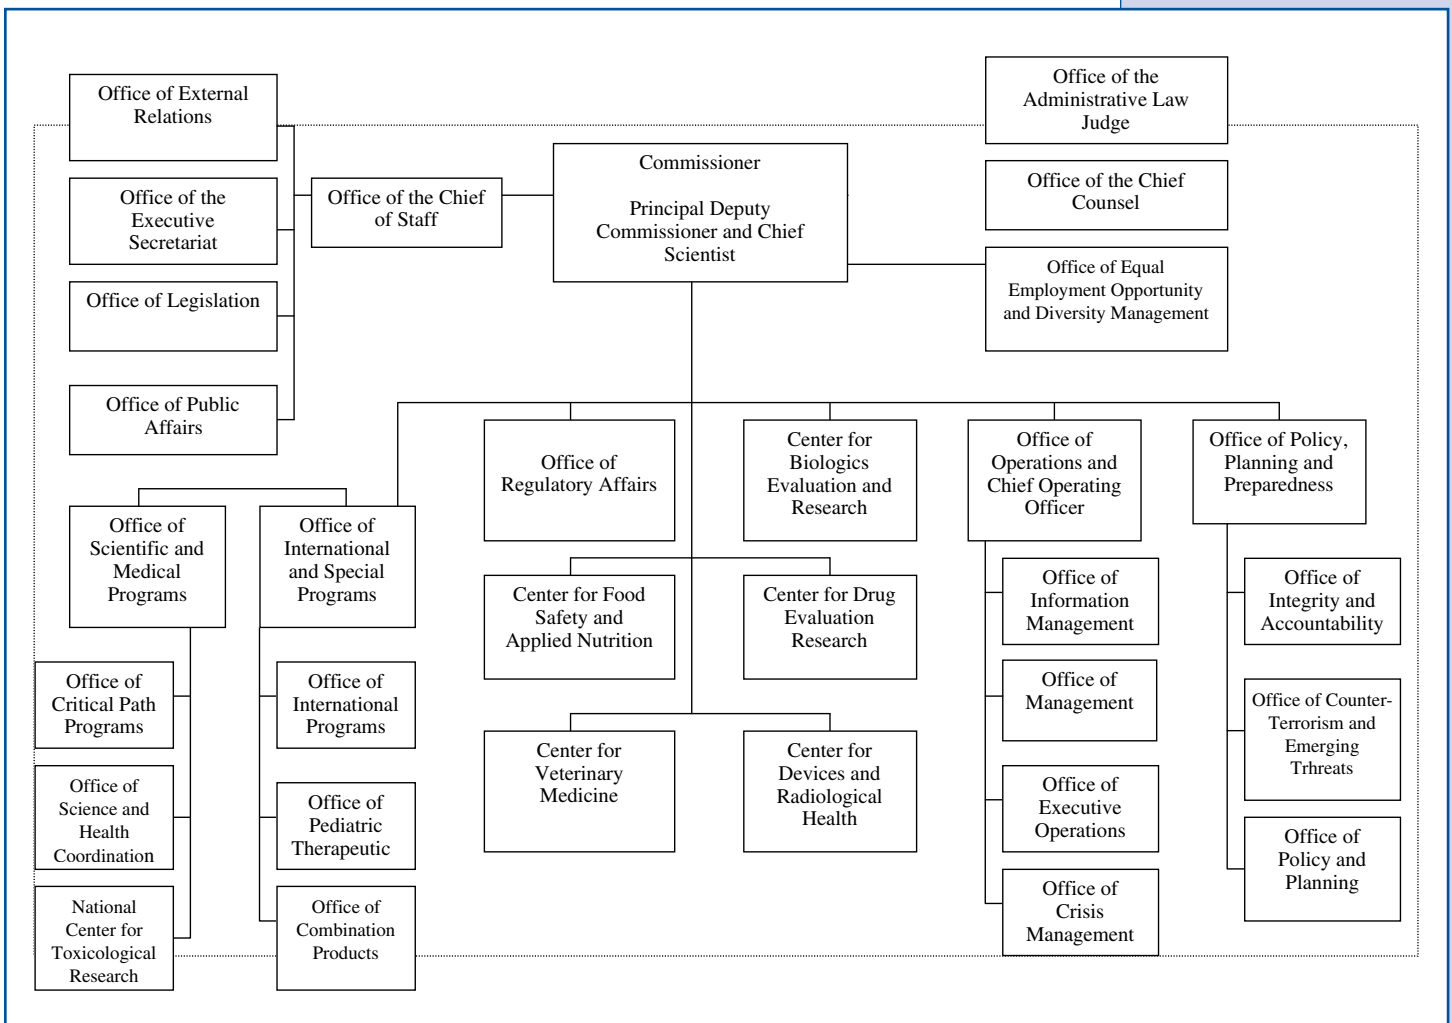 Office of External
Relations
Office of the
Administrative Law
Judge
Commissioner
Principal Deputy
Commissioner and Chief
Scientist
Office of the
Executive
Secretariat
Office of the Chief
of Staff
Office of the Chief
Counsel
Office of Equal
Employment Opportunity
and Diversity Management
Office of Legislation
Office of Public
Affairs
Office of
Regulatory Affairs
Center for
Biologics
Evaluation and
Research
Office of
Operations and
Chief Operating
Officer
Office of Policy,
Planning and
Preparedness
Office of
Scientific and
Medical
Programs
Office of
International
and Special
Programs
Center for Food
Safety and
Applied Nutrition
Center for Drug
Evaluation
Research
Office of
Information
Management
Office of
Integrity and
Accountability
Office of
Critical Path
Programs
Office of
International
Programs
Office of
Management
Office of Counter-
Terrorism and
Emerging
Trhreats
Center for
Veterinary
Medicine
Center for
Devices and
Radiological
Health
Office of
Science and
Health
Coordination
Office of
Pediatric
Therapeutic
Office of
Executive
Operations
Office of
Policy and
Planning
National
Center for
Toxicological
Research
Office of
Combination
Products
Office of
Crisis
Management